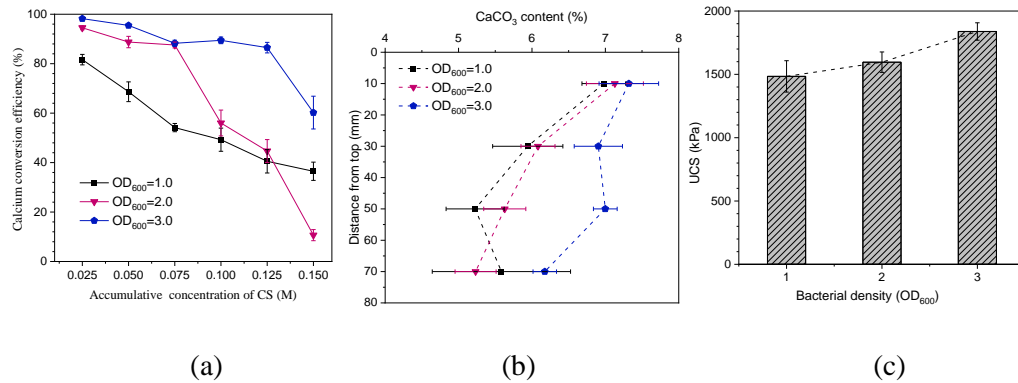 Calcium conversion efficiency (%)
100
80
60
40
20
0
OD600=1.0
OD600=2.0
OD600=3.0
0.025 0.050 0.075 0.100 0.125 0.150
Accumulative concentration of CS (M)
(a)
CaCO3 content (%)
4 5 6 7 8
Distance from top (mm)
0
10
20
30
40
50
60
70
80
OD600=1.0
OD600=2.0
OD600=3.0
(b)
UCS (kPa)
2000
1500
1000
500
0
1 2 3
Bacterial density (OD600)
(c)